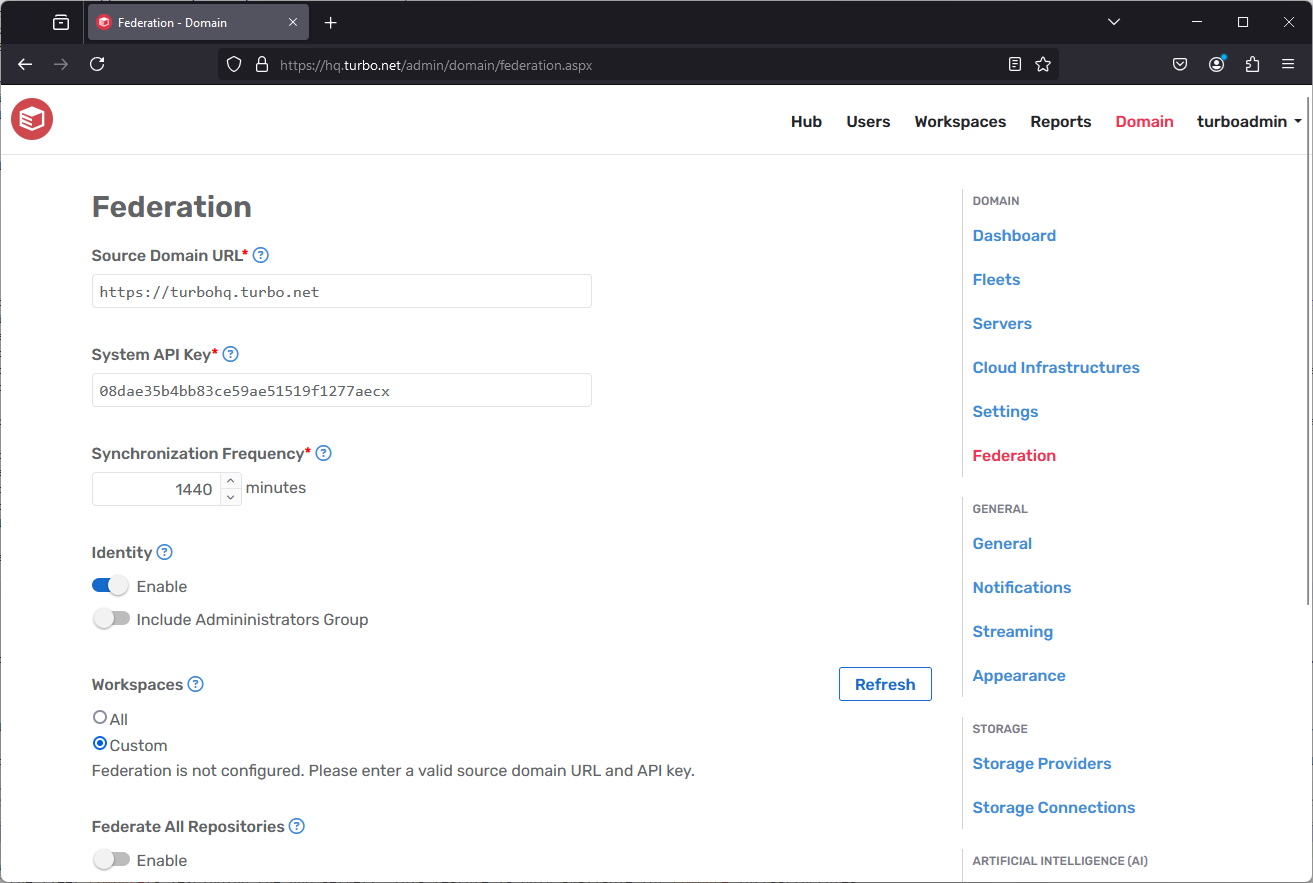 Federation - Domain
https://hq.turbo.net/admin/domain/federation.aspx
Hub Users Workspaces Reports Domain turboadmin
Federation
Source Domain URL* ?
https://turbohq.turbo.net
System API Key* ?
08dae35b4bb83ce59ae51519f1277aecx
Synchronization Frequency* ?
1440 minutes
Identity ?
Enable
Include Admininistrators Group
Workspaces ?
Refresh
All
Custom
Federation is not configured. Please enter a valid source domain URL and API key.
Federate All Repositories ?
Enable
DOMAIN
Dashboard
Fleets
Servers
Cloud Infrastructures
Settings
Federation
GENERAL
General
Notifications
Streaming
Appearance
STORAGE
Storage Providers
Storage Connections
ARTIFICIAL INTELLIGENCE (AI)